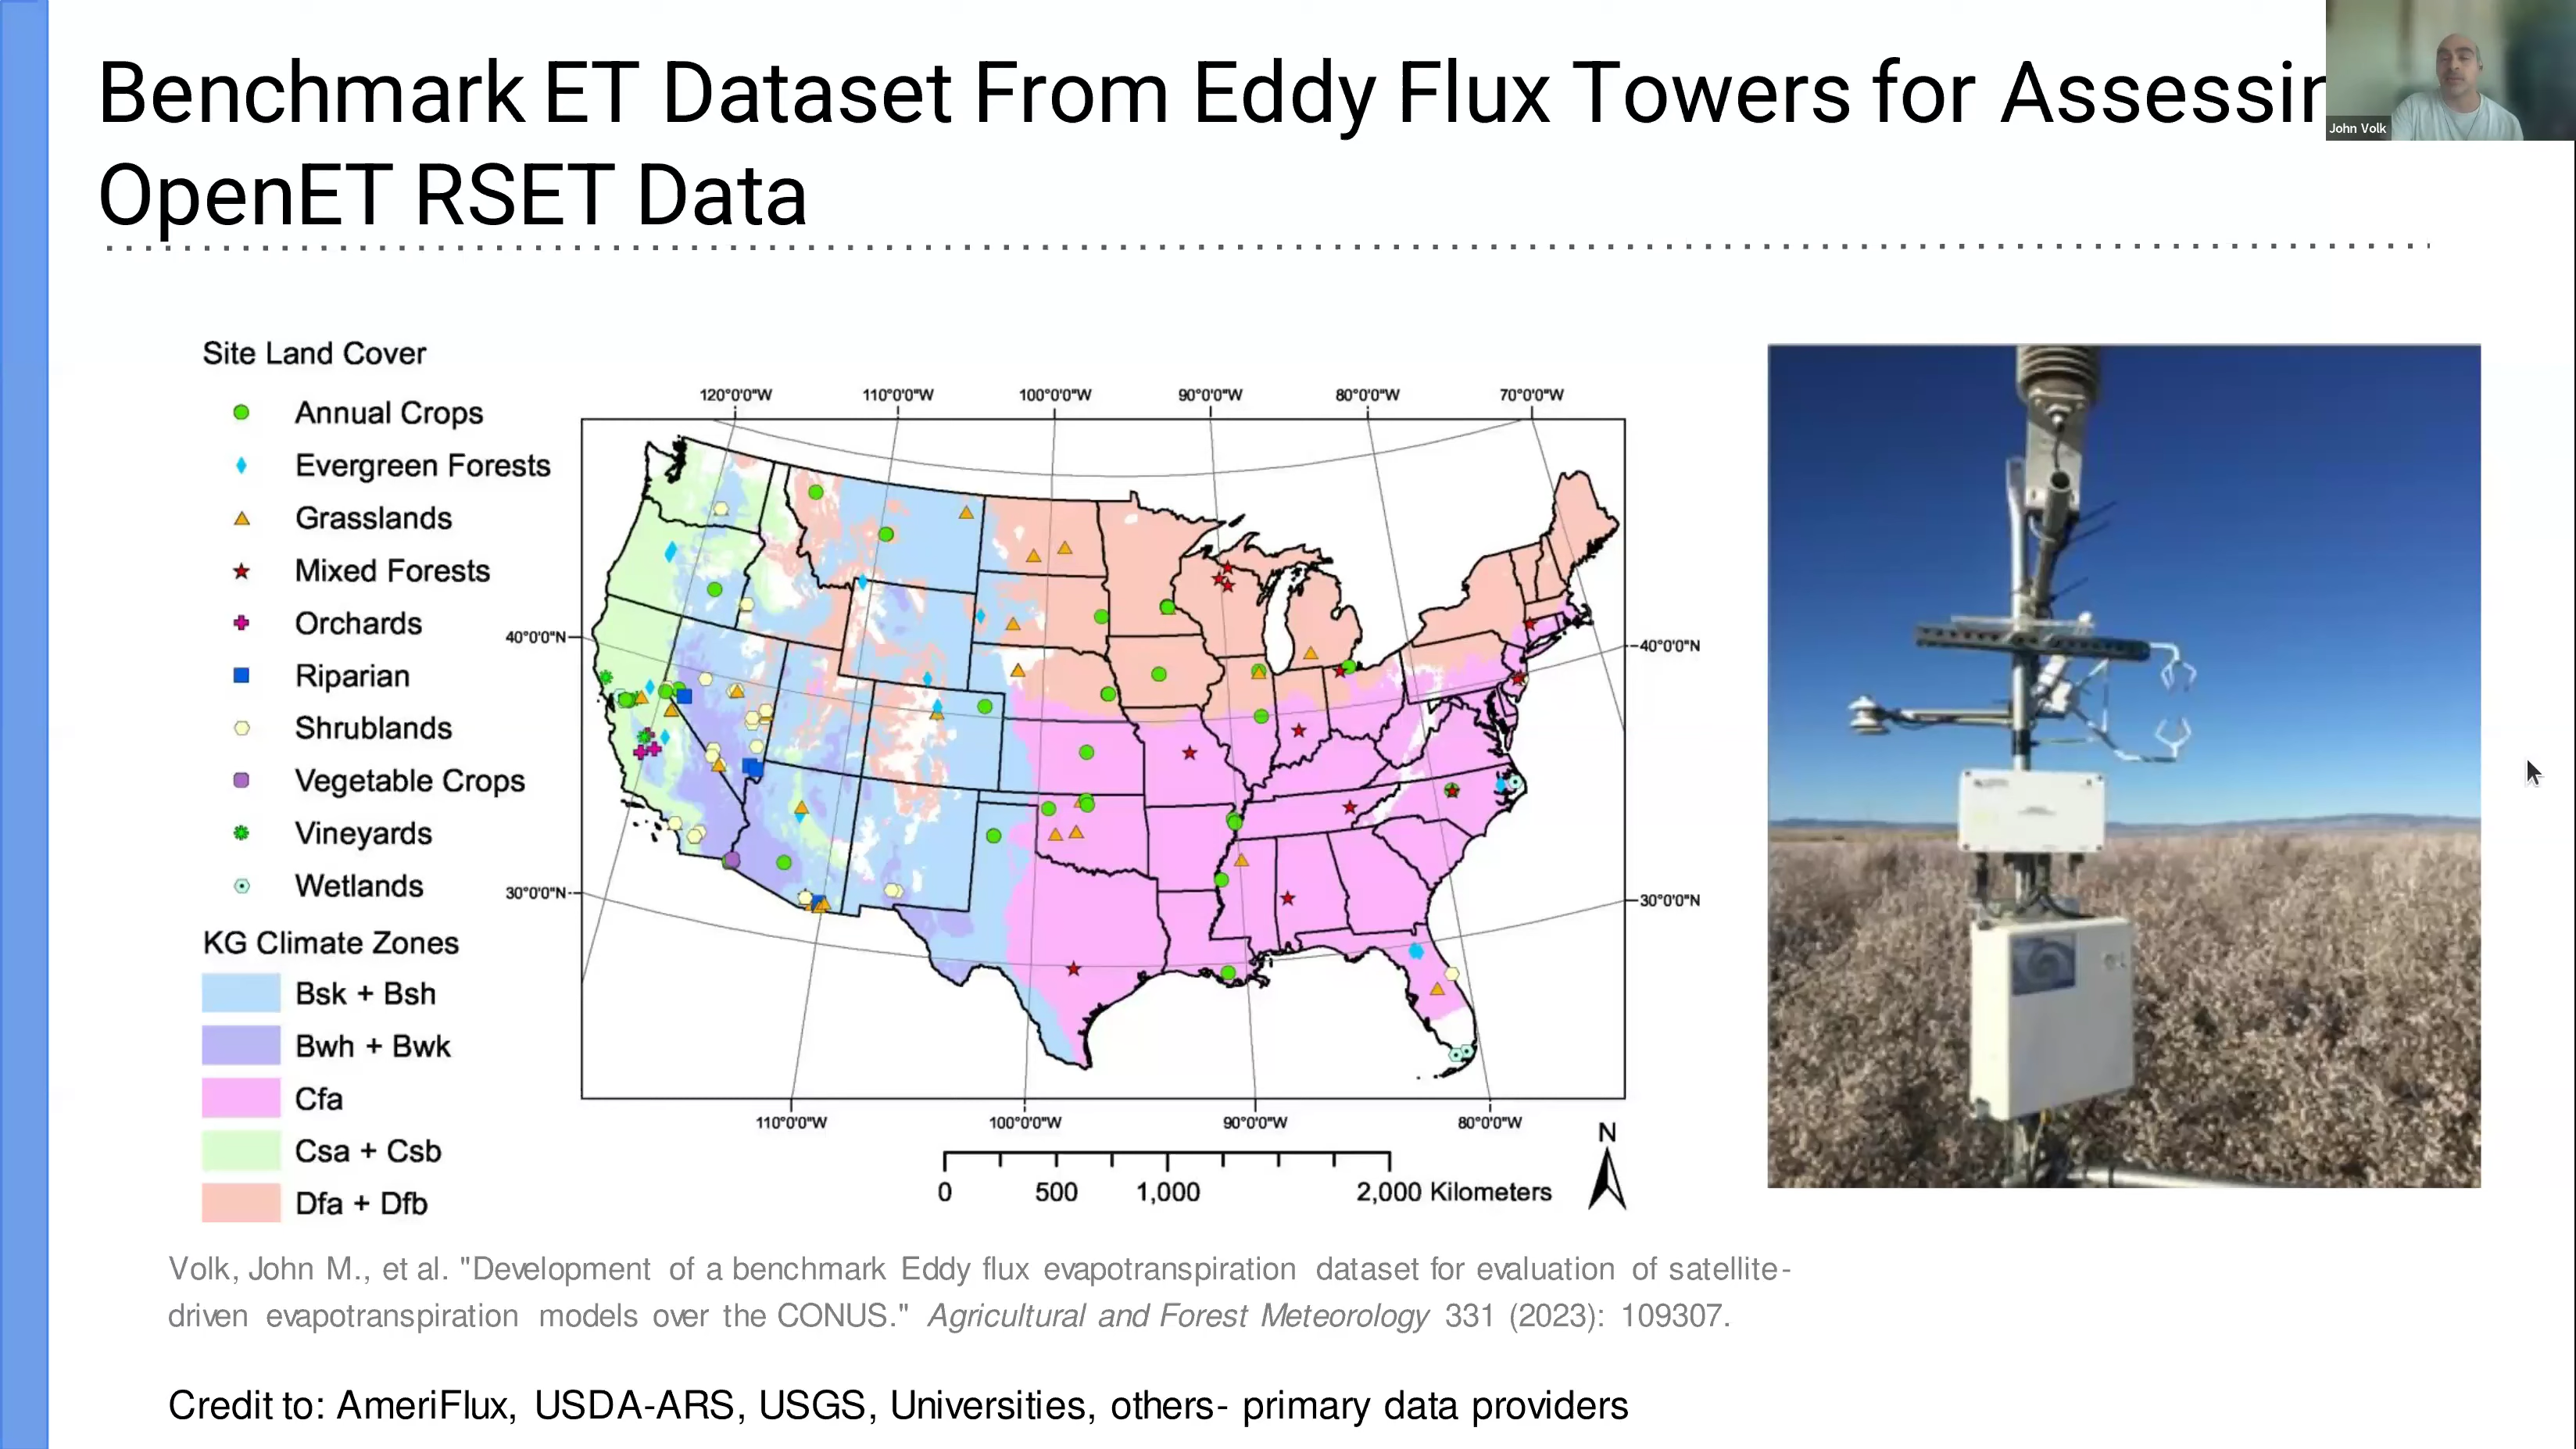 Benchmark ET Dataset From Eddy Flux Towers for Assessin
OpenET RSET Data
John Volk
Site Land Cover
Annual Crops
Evergreen Forests
Grasslands
Mixed Forests
Orchards
Riparian
Shrublands
Vegetable Crops
Vineyards
Wetlands
KG Climate Zones
Bsk + Bsh
Bwh + Bwk
Cfa
Csa + Csb
Dfa + Dfb
120°0'0"W 110°0'0"W 100°0'0"W 90°0'0"W 80°0'0"W 70°0'0"W
40°0'0"N 40°0'0"N
30°0'0"N 30°0'0"N
110°0'0"W 100°0'0"W 90°0'0"W 80°0'0"W
N
0 500 1,000 2,000 Kilometers
Volk, John M., et al. "Development of a benchmark Eddy flux evapotranspiration dataset for evaluation of satellite-
driven evapotranspiration models over the CONUS." Agricultural and Forest Meteorology 331 (2023): 109307.
Credit to: AmeriFlux, USDA-ARS, USGS, Universities, others- primary data providers